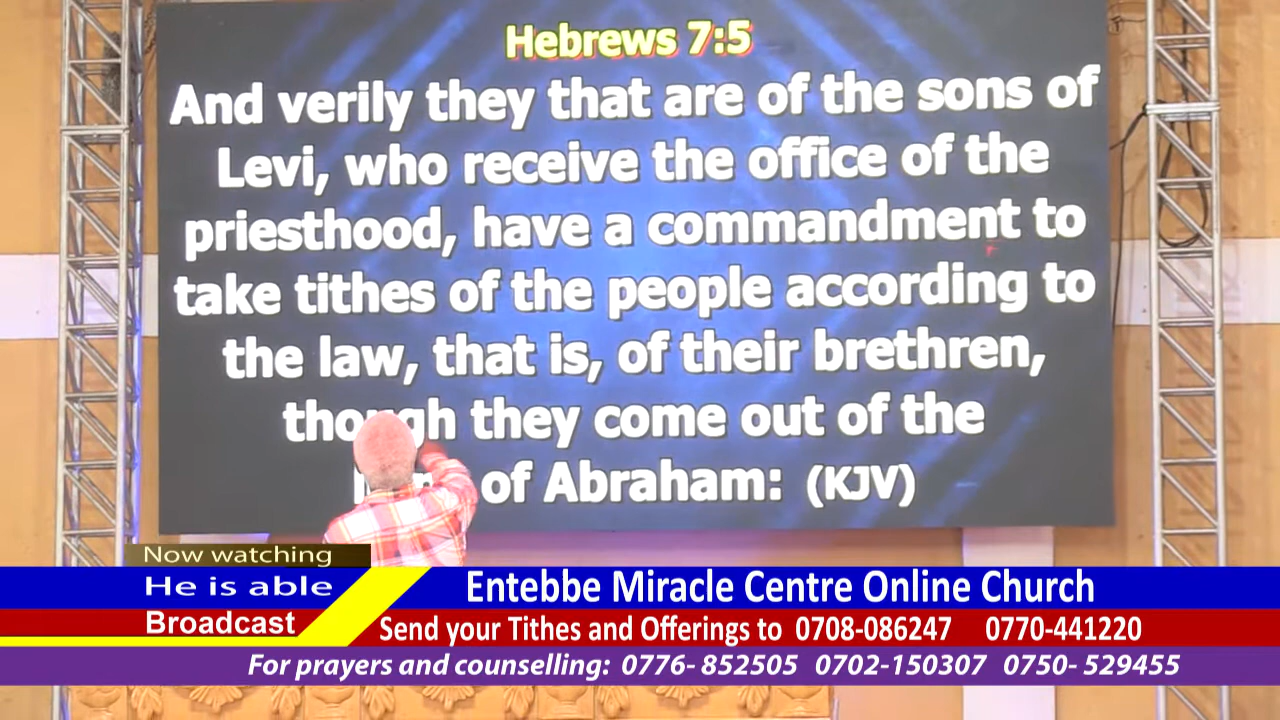 Hebrews 7:5
And verily they that are of the sons of
Levi, who receive the office of the
priesthood, have a commandment to
take tithes of the people according to
the law, that is, of their brethren,
though they come out of the
of Abraham: (KJV)
Now watching
He is able
Broadcast
Entebbe Miracle Centre Online Church
Send your Tithes and Offerings to 0708-086247 0770-441220
For prayers and counselling: 0776- 852505 0702-150307 0750- 529455